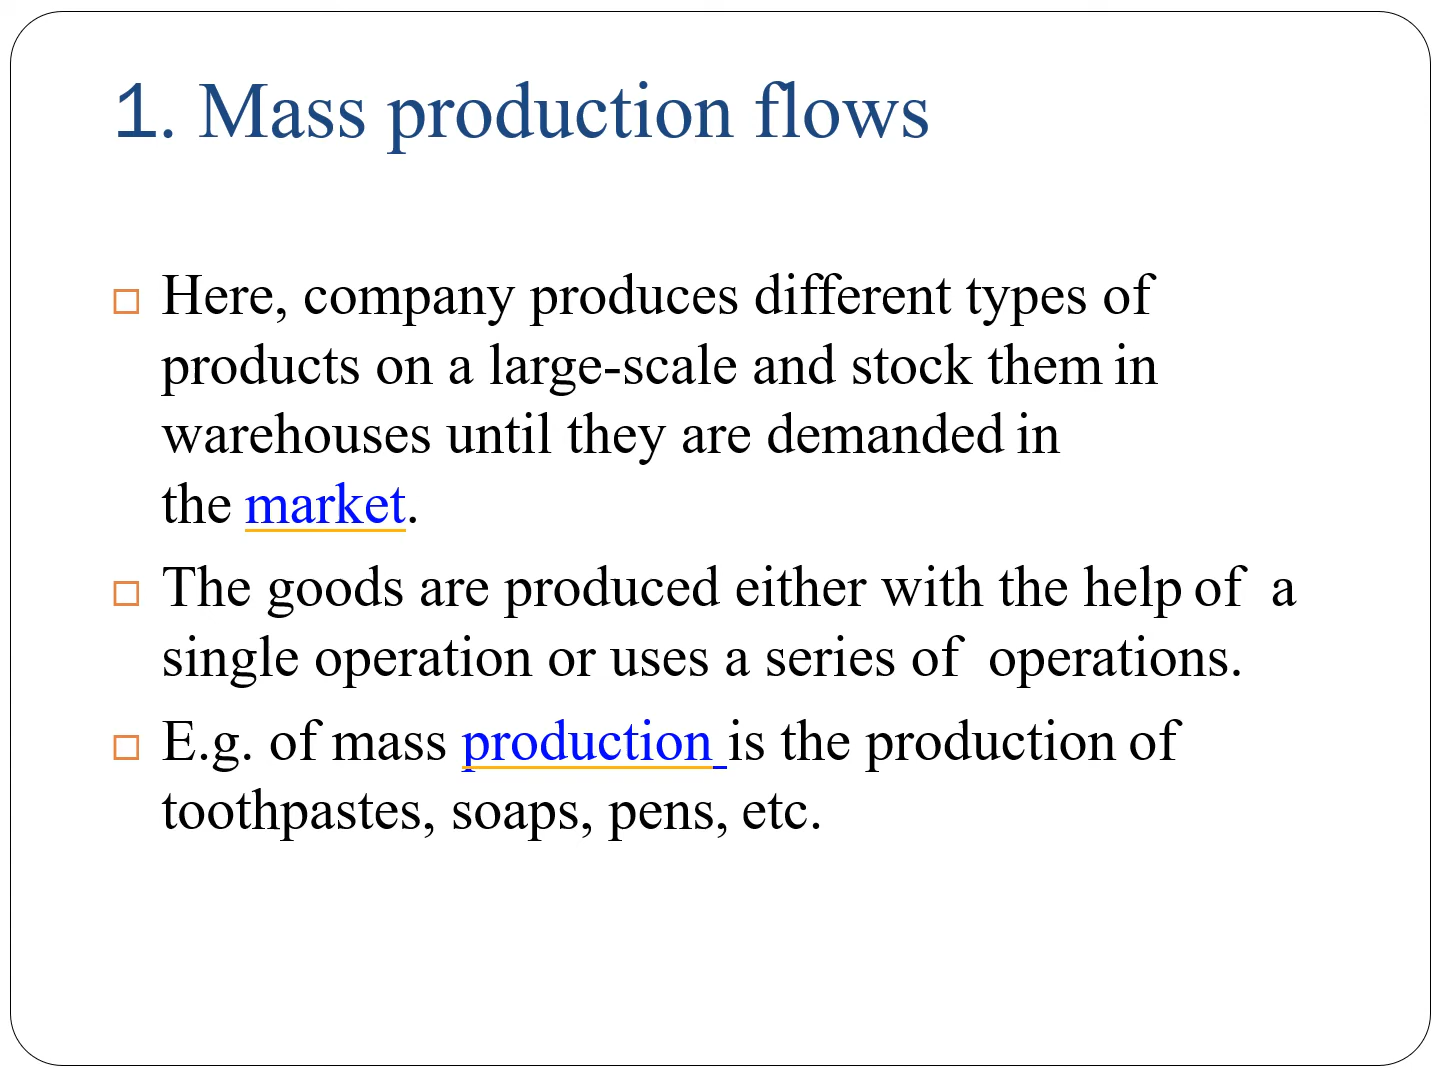 1. Mass production flows
Here, company produces different types of
products on a large-scale and stock them in
warehouses until they are demanded in
the market.
The goods are produced either with the help of  a
single operation or uses a series of  operations.
E.g. of mass production is the production of
toothpastes, soaps, pens, etc.